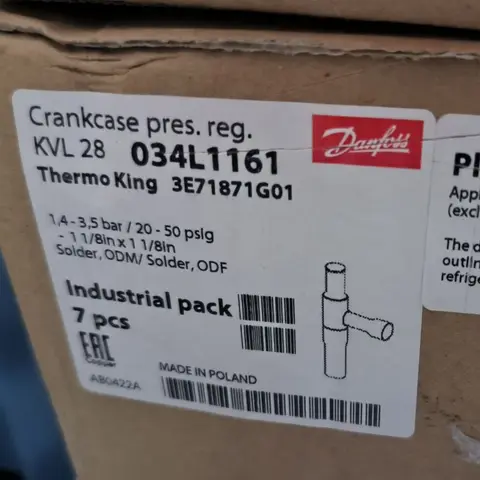 Crankcase pres. reg.
KVL 28 034L1161
Thermo King 3E71871G01
Danfoss
1,4 - 3,5 bar / 20 - 50 psig
- 1 1/8in x 1 1/8in
Solder, ODM/ Solder, ODF
Industrial pack
7 pcs
EAC
AB0422A
MADE IN POLAND
(excl
The d
outlin
refrige